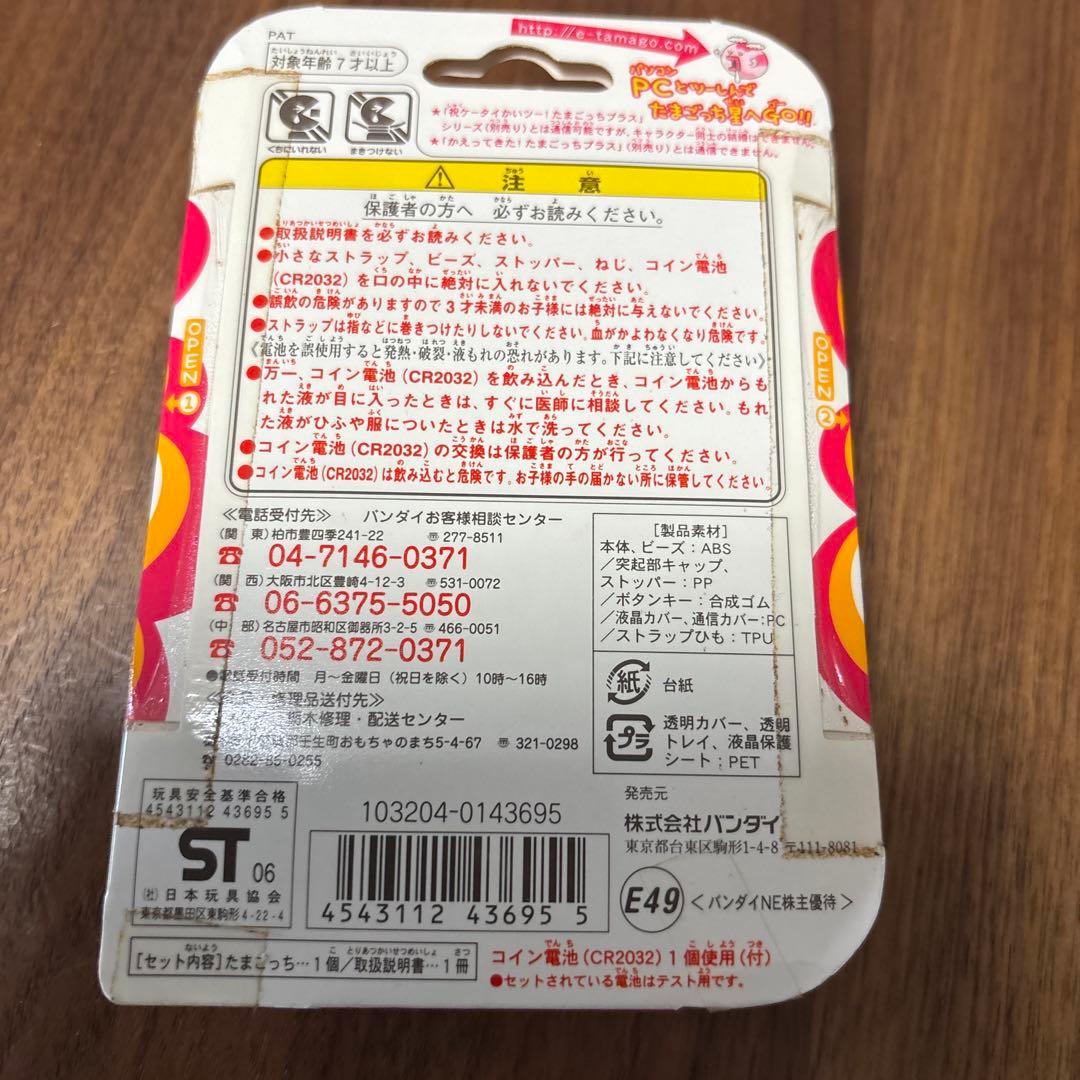 PAT
http://e-tamago.com
対象年齢7才以上
くちにいれない
まきつけない
パソコン
PCとツーしんで
たまごっち星へGO!!
★「祝ケータイかいツー!たまごっちプラス」
シリーズ(別売り)とは通信可能ですが、キャラクター同士の結婚はできません。
★「かえってきた!たまごっちプラス」(別売り)とは通信できません。
注意
保護者の方へ 必ずお読みください。
●取扱説明書を必ずお読みください。
●小さなストラップ、ビーズ、ストッパー、ねじ、コイン電池
(CR2032)を口の中に絶対に入れないでください。
●誤飲の危険がありますので3才未満のお子様には絶対に与えないでください。
●ストラップは指などに巻きつけたりしないでください。血がかよわなくなり危険です。
〈電池を誤使用すると発熱・破裂・液もれの恐れがあります。下記に注意してください〉
●万一、コイン電池(CR2032)を飲み込んだとき、コイン電池からも
れた液が目に入ったときは、すぐに医師に相談してください。もれ
た液がひふや服についたときは水で洗ってください。
●コイン電池(CR2032)の交換は保護者の方が行ってください。
●コイン電池(CR2032)は飲み込むと危険です。お子様の手の届かない所に保管してください。
OPEN 1
OPEN 2
≪電話受付先≫ バンダイお客様相談センター
(関 東)柏市豊四季241-22 〒277-8511
☎ 04-7146-0371
(関 西)大阪市北区豊崎4-12-3 〒531-0072
☎ 06-6375-5050
(中 部)名古屋市昭和区御器所3-2-5 〒466-0051
☎ 052-872-0371
●電話受付時間 月〜金曜日(祝日を除く)10時〜16時
修理品送付先≫
栃木修理・配送センター
壬生町おもちゃのまち5-4-67 〒321-0298
0282-86-0255
[製品素材]
本体、ビーズ:ABS
/突起部キャップ、
ストッパー:PP
/ボタンキー:合成ゴム
/液晶カバー、通信カバー:PC
/ストラップひも:TPU
紙 台紙
プラ
透明カバー、透明
トレイ、液晶保護
シート:PET
玩具安全基準合格
4543112 43695 5
ST 06
(社)日本玩具協会
東京都墨田区東駒形4-22-4
103204-0143695
4543112 43695 5
発売元
株式会社バンダイ
東京都台東区駒形1-4-8 〒111-8081
E49
<バンダイNE株主優待>
[セット内容]たまごっち…1個/取扱説明書…1冊
コイン電池(CR2032)1個使用(付)
●セットされている電池はテスト用です。